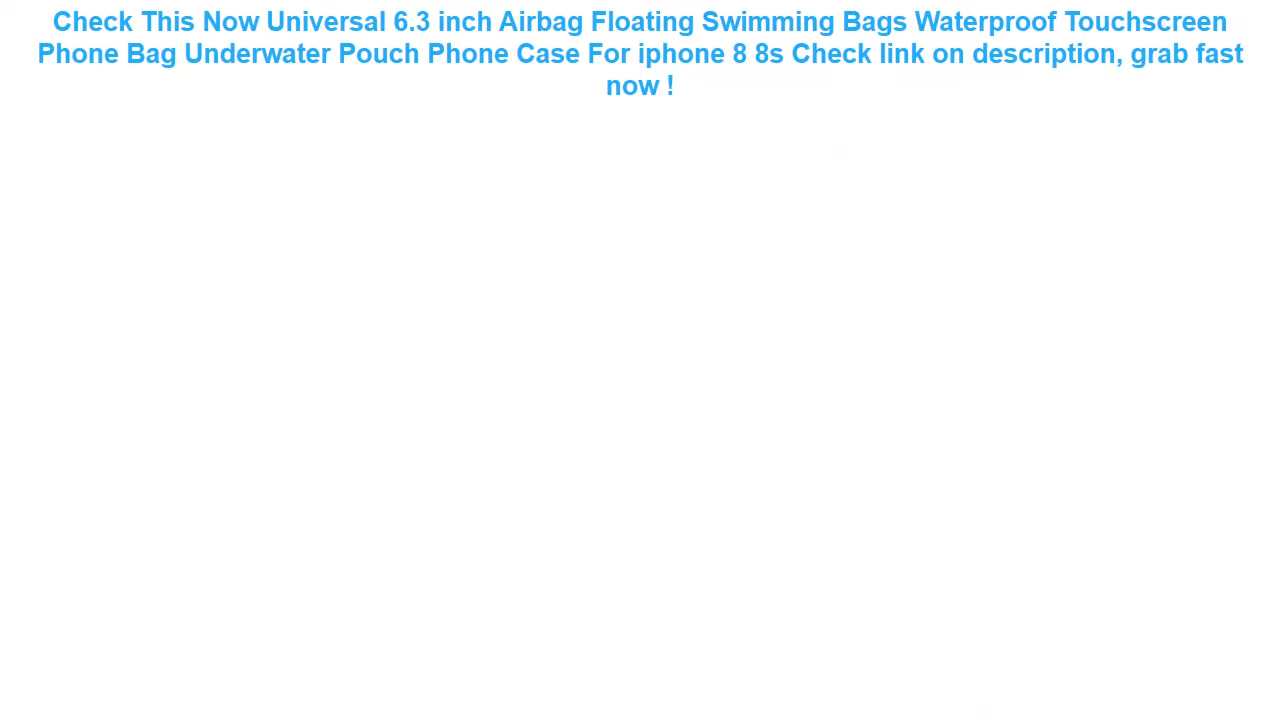 Check This Now Universal 6.3 inch Airbag Floating Swimming Bags Waterproof Touchscreen
Phone Bag Underwater Pouch Phone Case For iphone 8 8s Check link on description, grab fast
now !